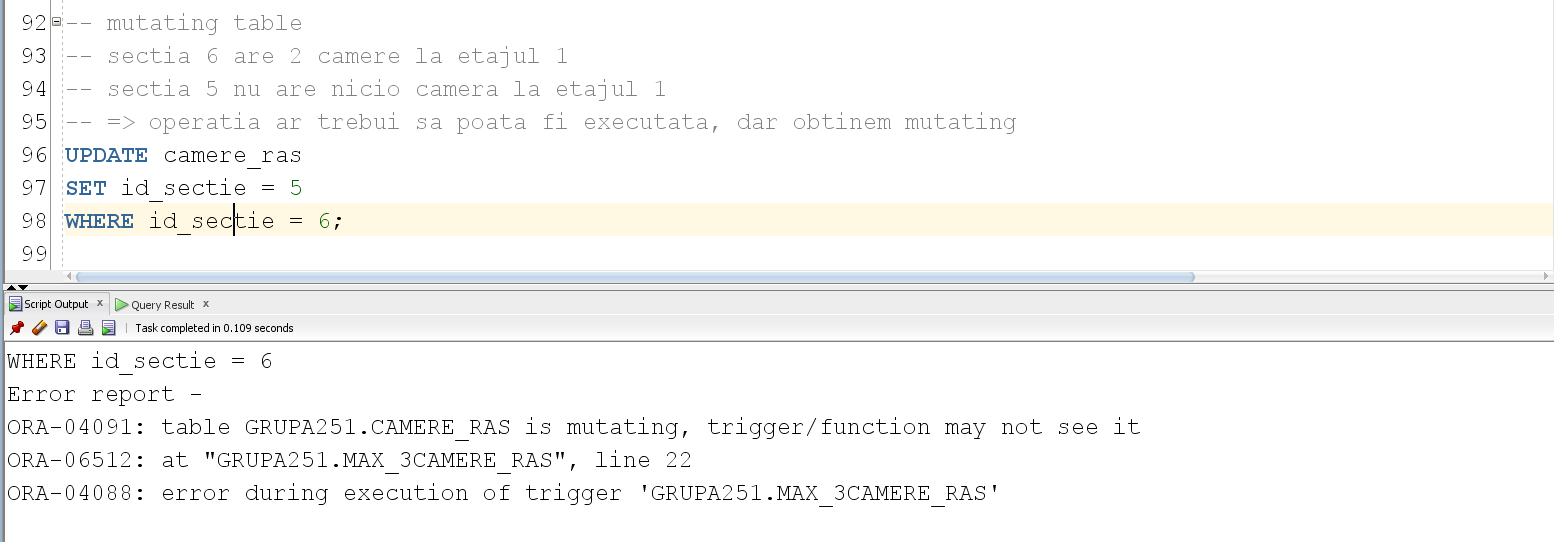 92 -- mutating table
93 -- sectia 6 are 2 camere la etajul 1
94 -- sectia 5 nu are nicio camera la etajul 1
95 -- => operatia ar trebui sa poata fi executata, dar obtinem mutating
96 UPDATE camere_ras
97 SET id_sectie = 5
98 WHERE id_sectie = 6;
99
Script Output x Query Result x
Task completed in 0.109 seconds
WHERE id_sectie = 6
Error report -
ORA-04091: table GRUPA251.CAMERE_RAS is mutating, trigger/function may not see it
ORA-06512: at "GRUPA251.MAX_3CAMERE_RAS", line 22
ORA-04088: error during execution of trigger 'GRUPA251.MAX_3CAMERE_RAS'